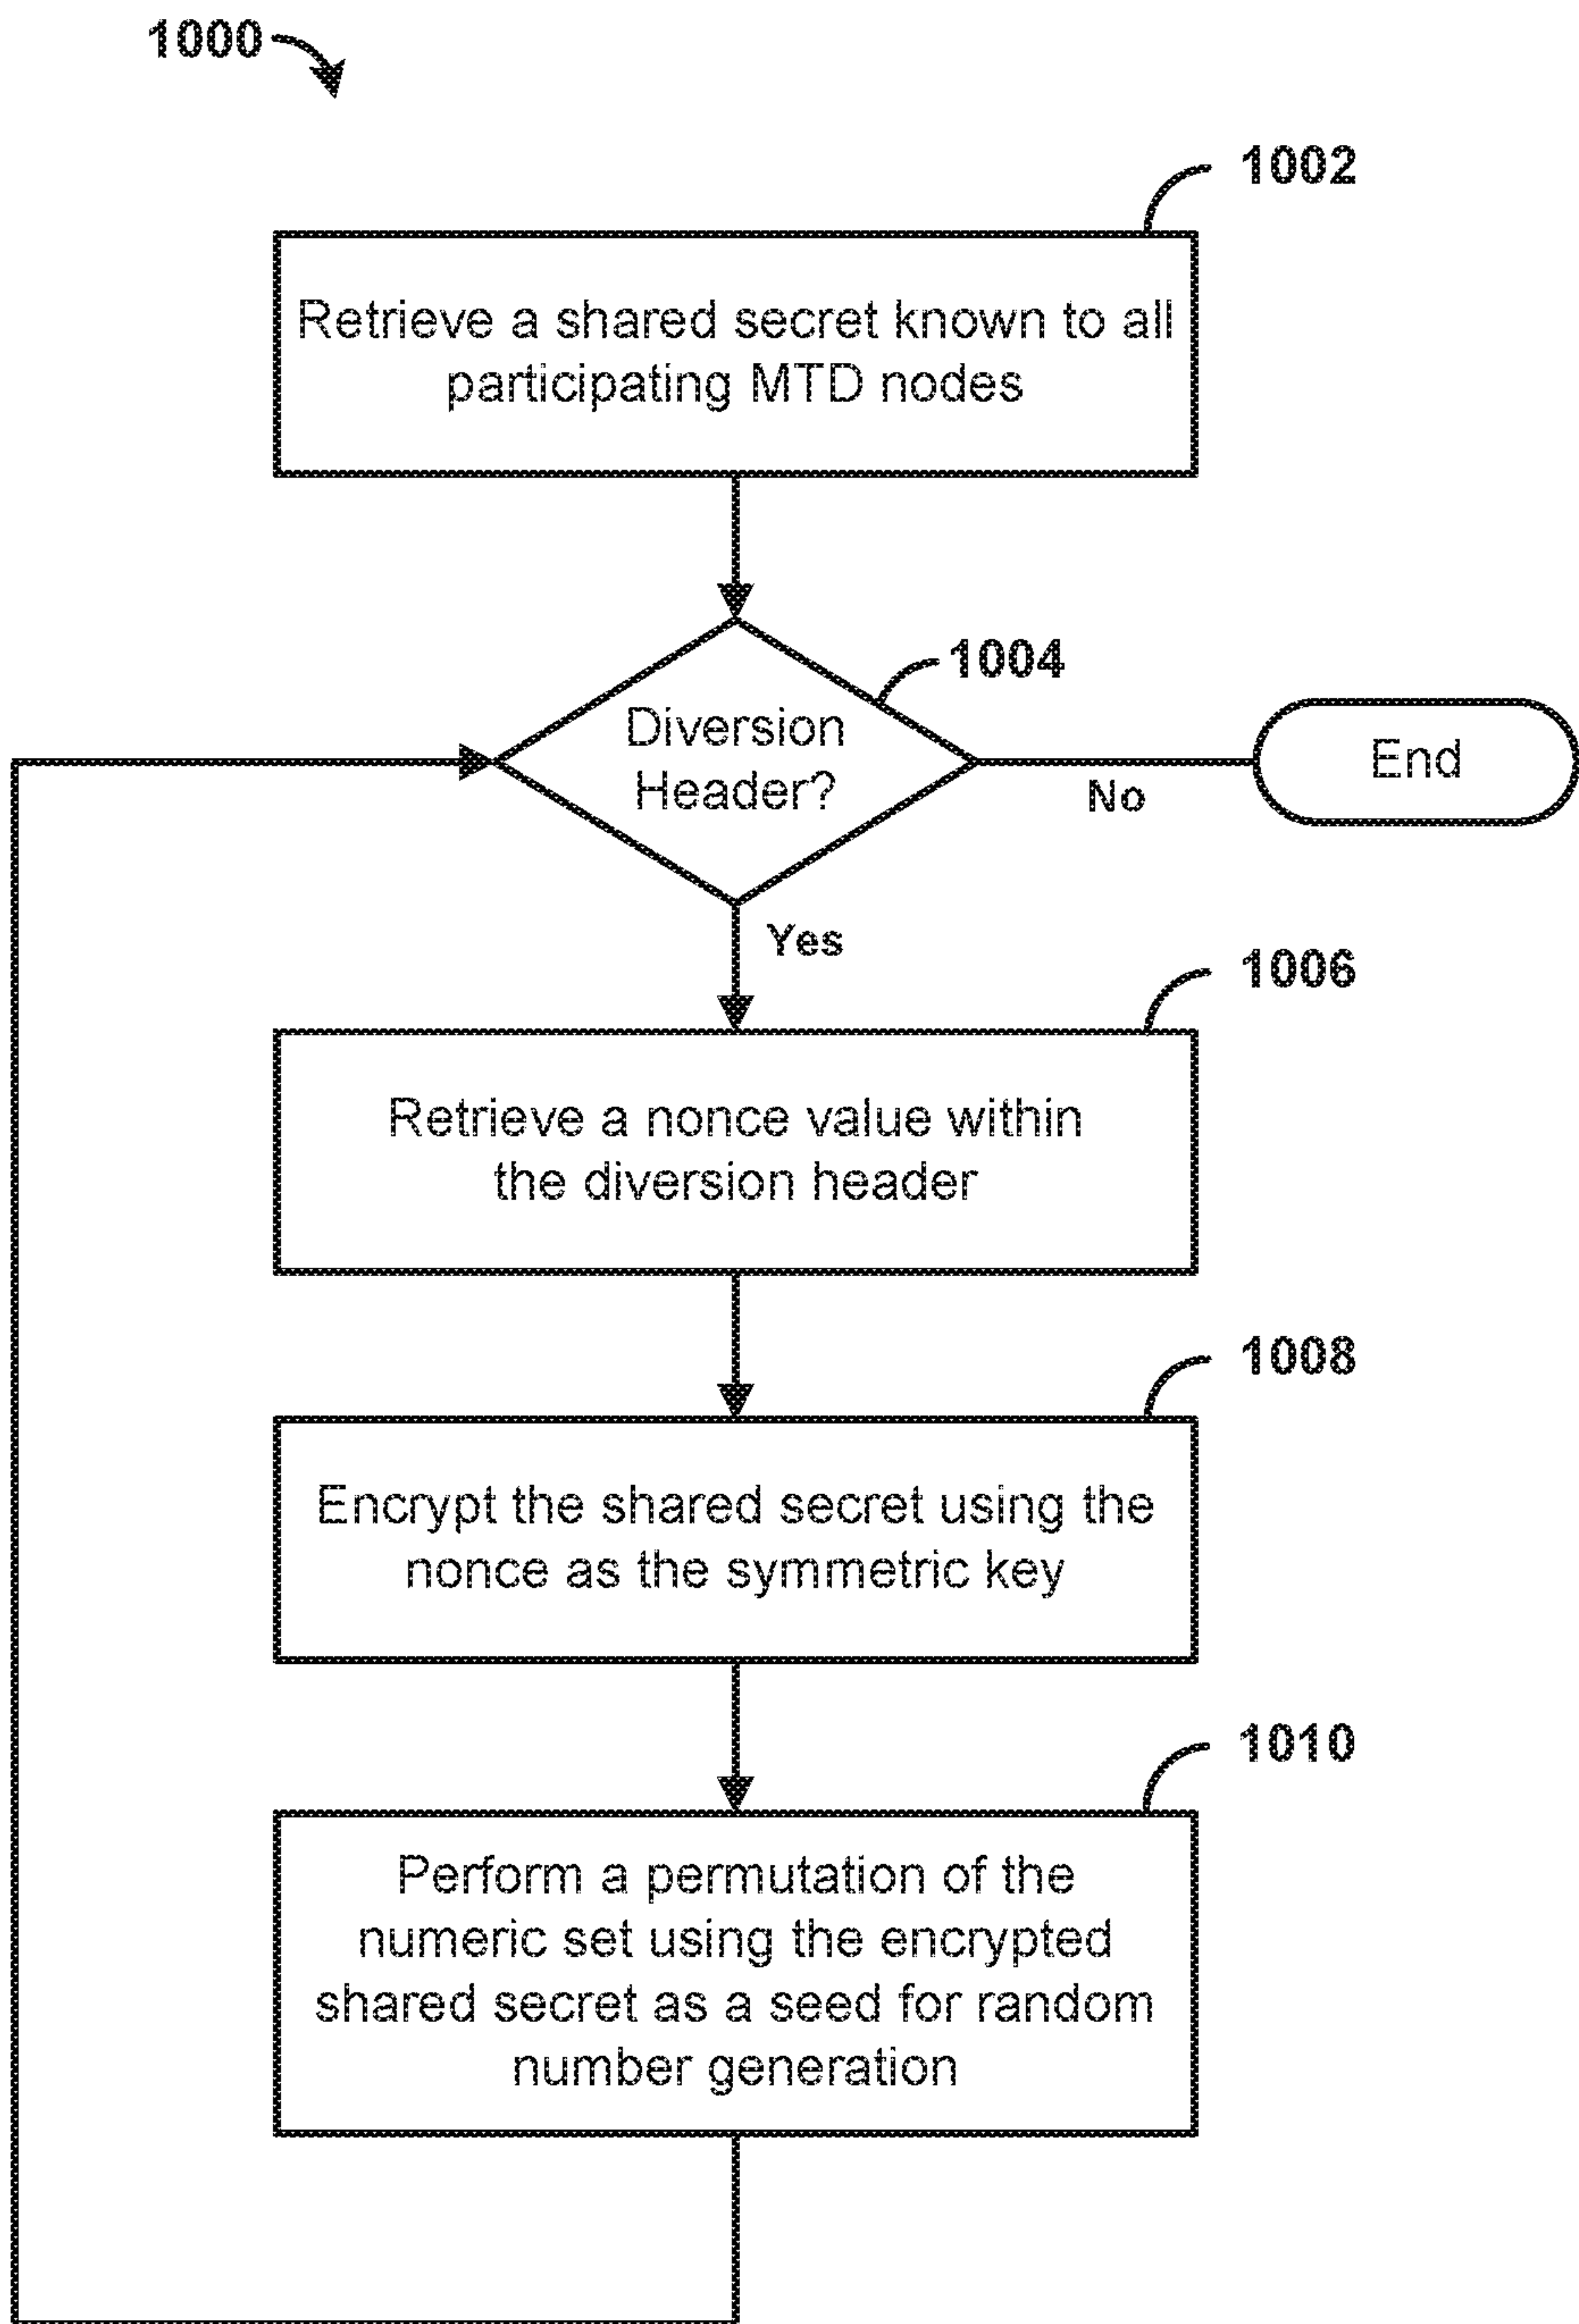 1000
1002
Retrieve a shared secret known to all
participating MTD nodes
1004
Diversion
Header?
End
No
Yes
1006
Retrieve a nonce value within
the diversion header
1008
Encrypt the shared secret using the
nonce as the symmetric key
1010
Perform a permutation of the
numeric set using the encrypted
shared secret as a seed for random
number generation